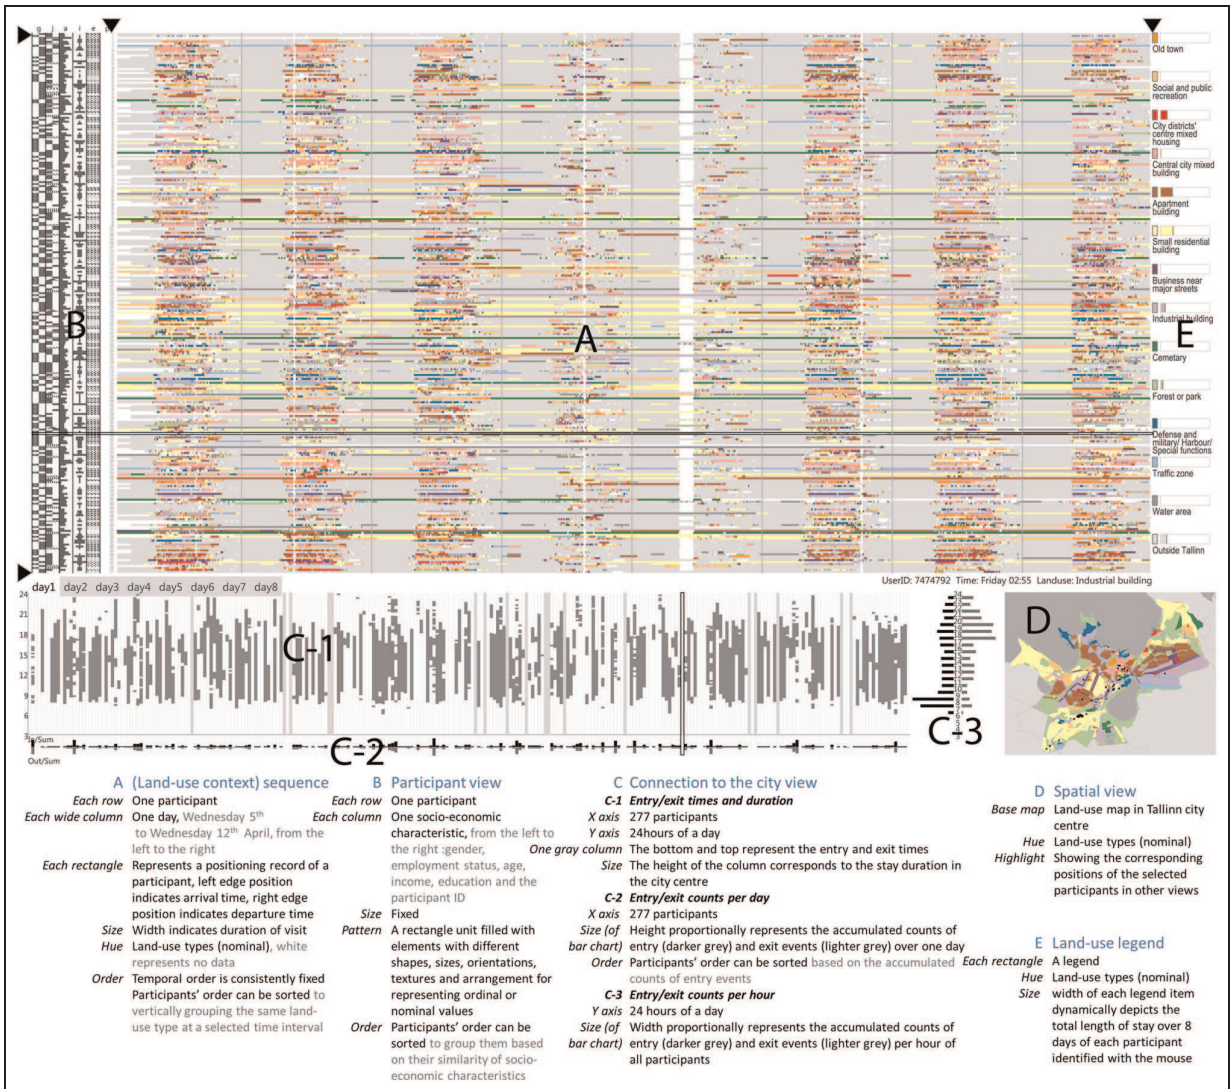 g j a i e p
Old town
Social and public
recreation
City districts'
centre mixed
housing
Central city mixed
building
Apartment
building
Small residential
building
Business near
major streets
Industrial building
Cemetary
Forest or park
Defense and
military/ Harbour/
Special functions
Traffic zone
Water area
Outside Tallinn
B
A
E
UserID: 7474792 Time: Friday 02:55 Landuse: Industrial building
day1 day2 day3 day4 day5 day6 day7 day8
24
21
18
15
12
9
6
3
In/Sum
Out/Sum
C-1
C-2
C-3
D
A (Land-use context) sequence
Each row One participant
Each wide column One day, Wednesday 5th
to Wednesday 12th April, from the
left to the right
Each rectangle Represents a positioning record of a
participant, left edge position
indicates arrival time, right edge
position indicates departure time
Size Width indicates duration of visit
Hue Land-use types (nominal), white
represents no data
Order Temporal order is consistently fixed
Participants' order can be sorted to
vertically grouping the same land-
use type at a selected time interval
B Participant view
Each row One participant
Each column One socio-economic
characteristic, from the left to
the right :gender,
employment status, age,
income, education and the
participant ID
Size Fixed
Pattern A rectangle unit filled with
elements with different
shapes, sizes, orientations,
textures and arrangement for
representing ordinal or
nominal values
Order Participants' order can be
sorted to group them based
on their similarity of socio-
economic characteristics
C Connection to the city view
C-1 Entry/exit times and duration
X axis 277 participants
Y axis 24hours of a day
One gray column The bottom and top represent the entry and exit times
Size The height of the column corresponds to the stay duration in
the city centre
C-2 Entry/exit counts per day
X axis 277 participants
Size (of Height proportionally represents the accumulated counts of
bar chart) entry (darker grey) and exit events (lighter grey) over one day
Order Participants' order can be sorted based on the accumulated
counts of entry events
C-3 Entry/exit counts per hour
Y axis 24 hours of a day
Size (of Width proportionally represents the accumulated counts of
bar chart) entry (darker grey) and exit events (lighter grey) per hour of
all participants
D Spatial view
Base map Land-use map in Tallinn city
centre
Hue Land-use types (nominal)
Highlight Showing the corresponding
positions of the selected
participants in other views
E Land-use legend
Each rectangle A legend
Hue Land-use types (nominal)
Size width of each legend item
dynamically depicts the
total length of stay over 8
days of each participant
identified with the mouse